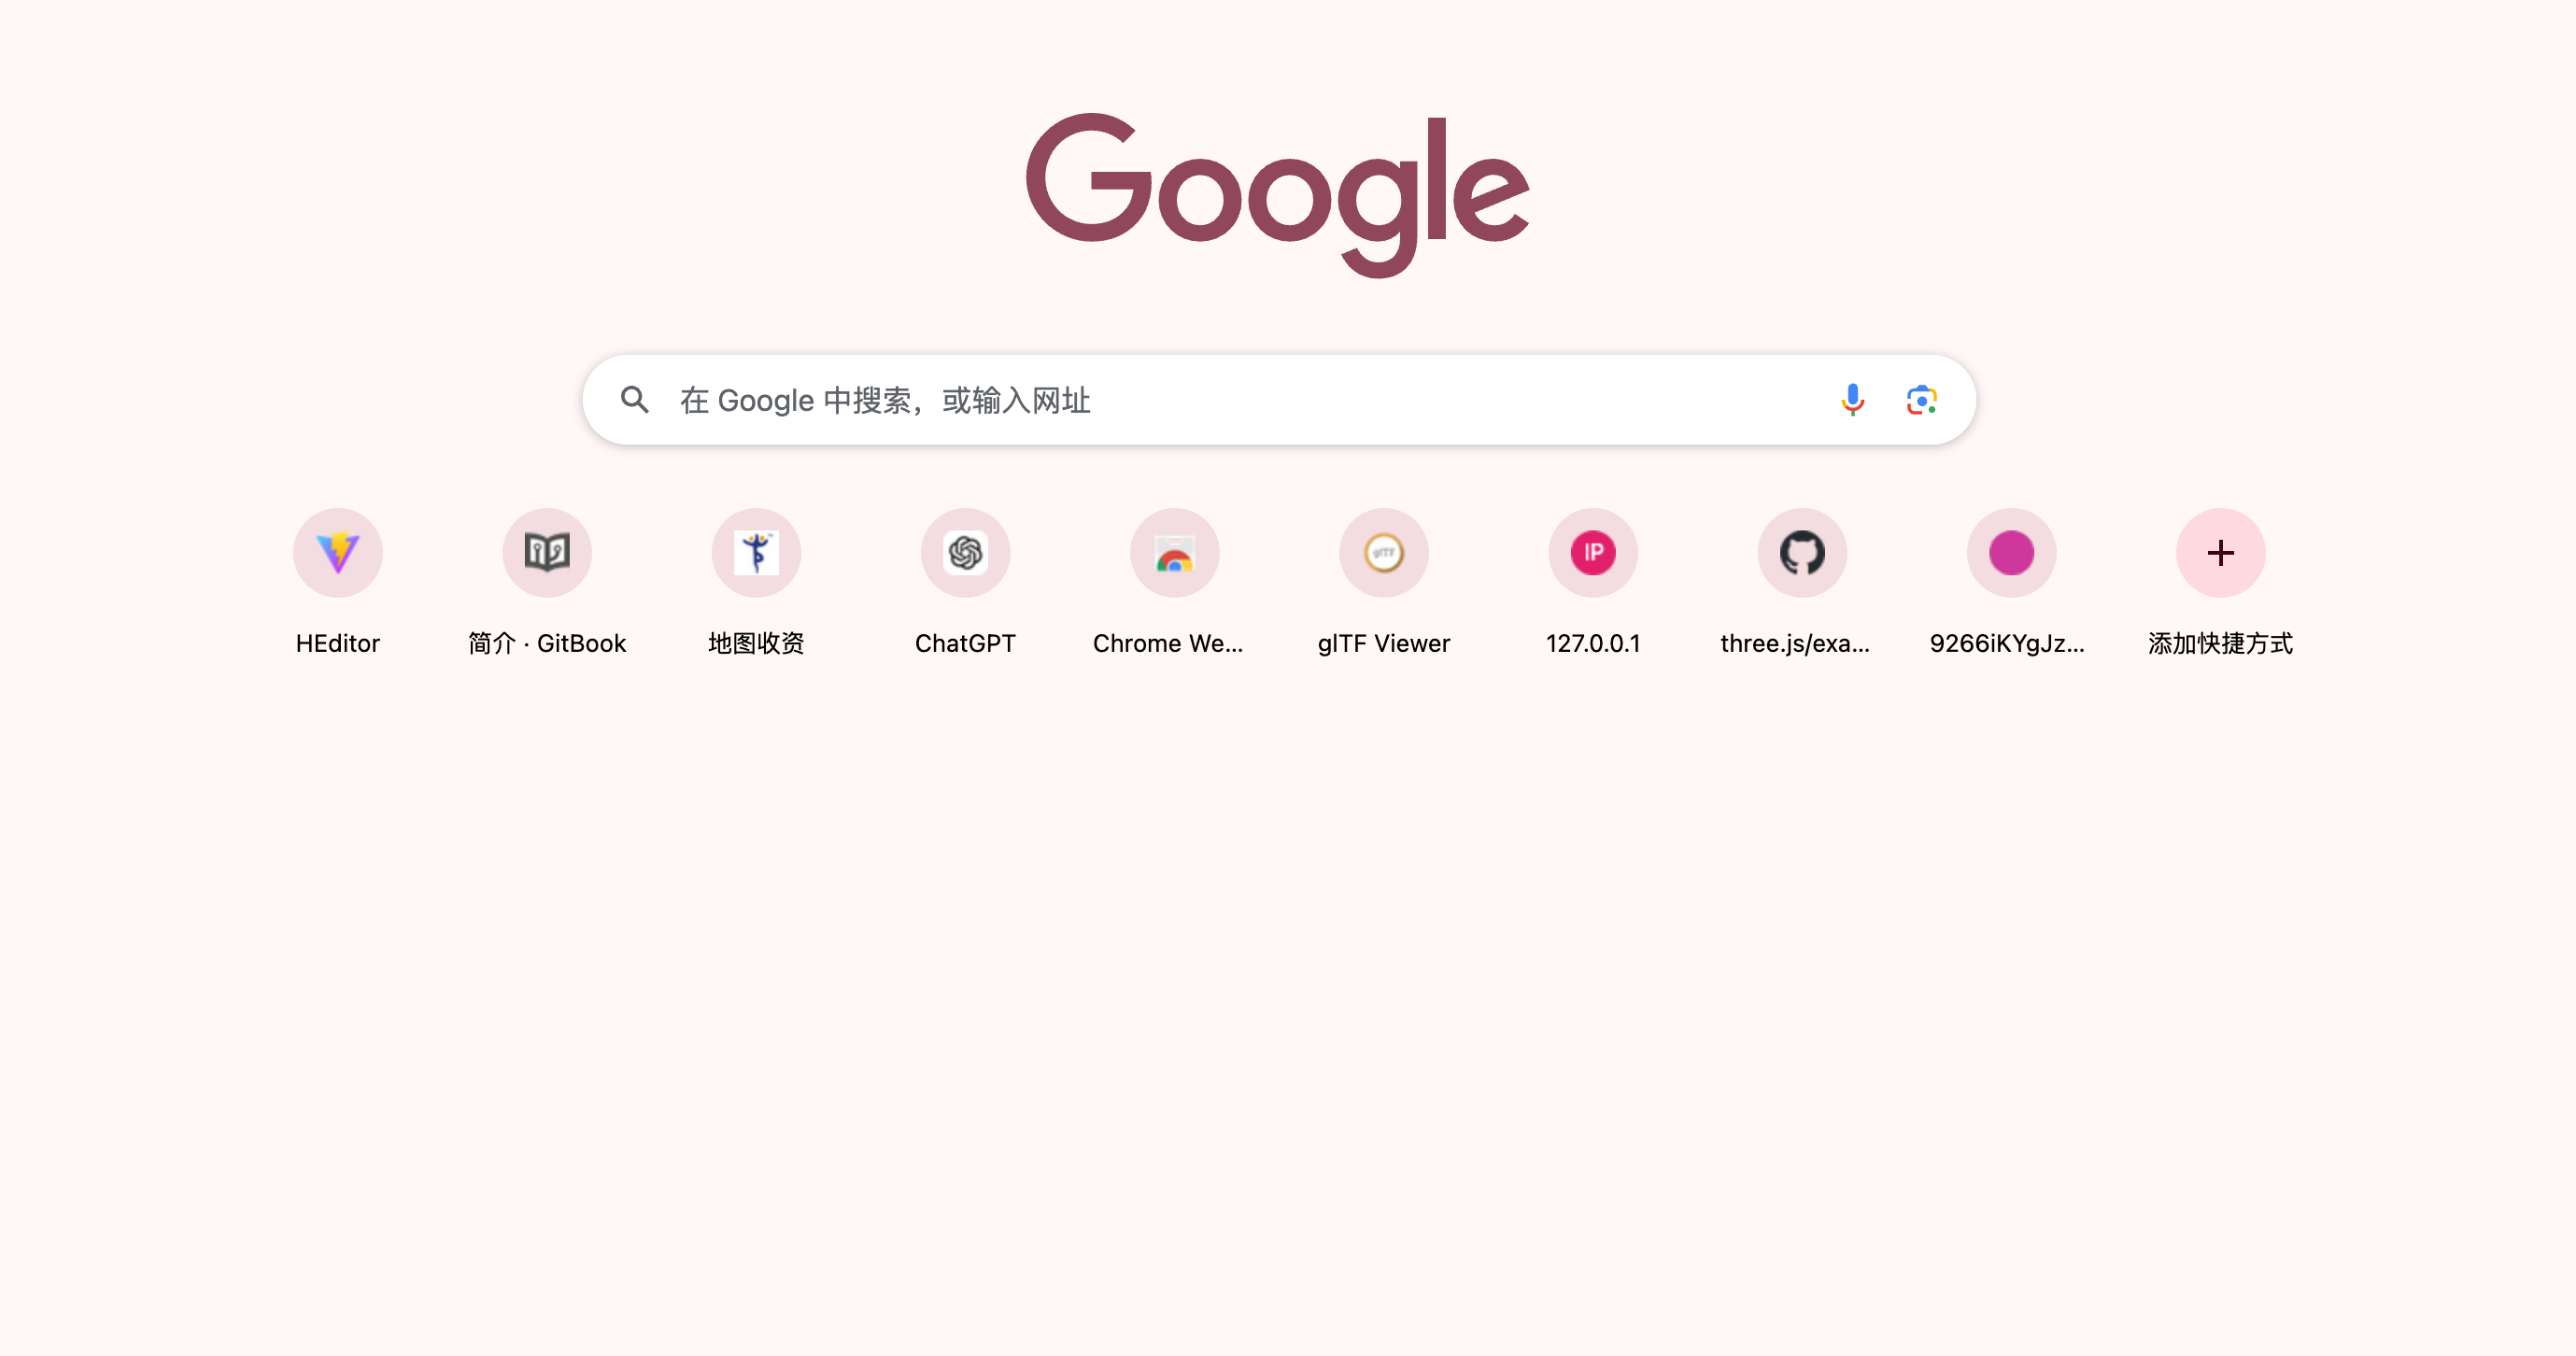 Google
在 Google 中搜索，或输入网址
glTF
IP
HEditor
简介 · GitBook
地图收资
ChatGPT
Chrome We...
glTF Viewer
127.0.0.1
three.js/exa...
9266iKYgJz...
添加快捷方式